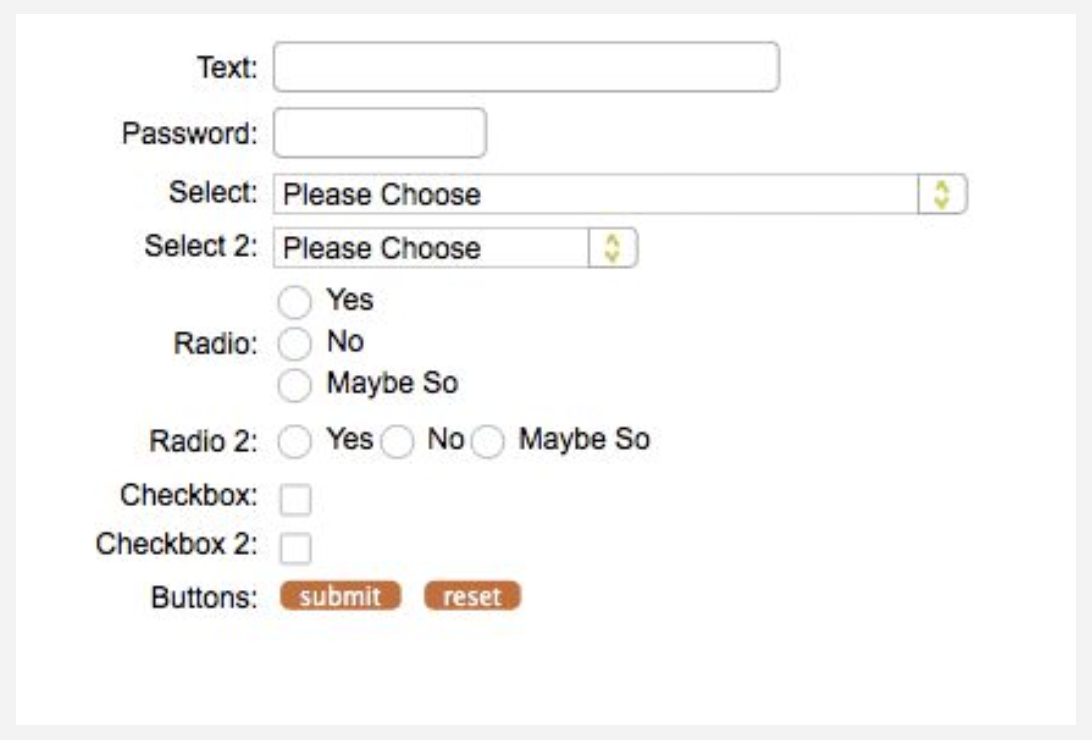 Text:
Password:
Select: Please Choose
Select 2: Please Choose
Yes
Radio: No
Maybe So
Radio 2: Yes No Maybe So
Checkbox:
Checkbox 2:
Buttons: submit reset